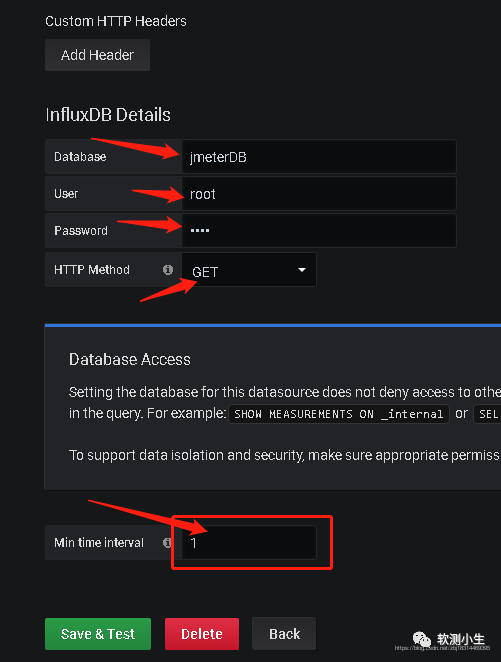 Custom HTTP Headers
Add Header
InfluxDB Details
Database jmeterDB
User root
Password ••••
HTTP Method GET
Database Access
Setting the database for this datasource does not deny access to othe
in the query. For example: SHOW MEASUREMENTS ON _internal or SEL
To support data isolation and security, make sure appropriate permiss
Min time interval 1
Save & Test Delete Back
软测小生